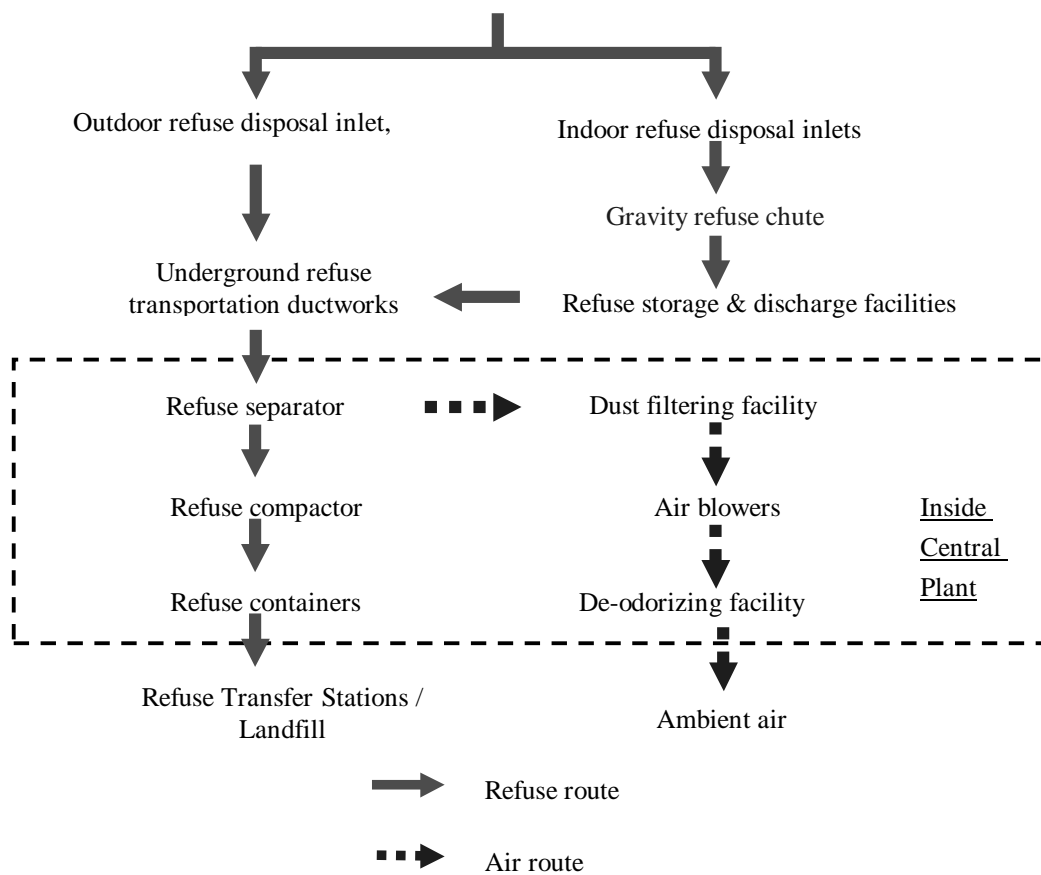 Outdoor refuse disposal inlet,
Indoor refuse disposal inlets
Gravity refuse chute
Underground refuse
transportation ductworks
Refuse storage & discharge facilities
Refuse separator
Dust filtering facility
Refuse compactor
Air blowers
Inside
Central
Plant
Refuse containers
De-odorizing facility
Refuse Transfer Stations /
Landfill
Ambient air
Refuse route
Air route